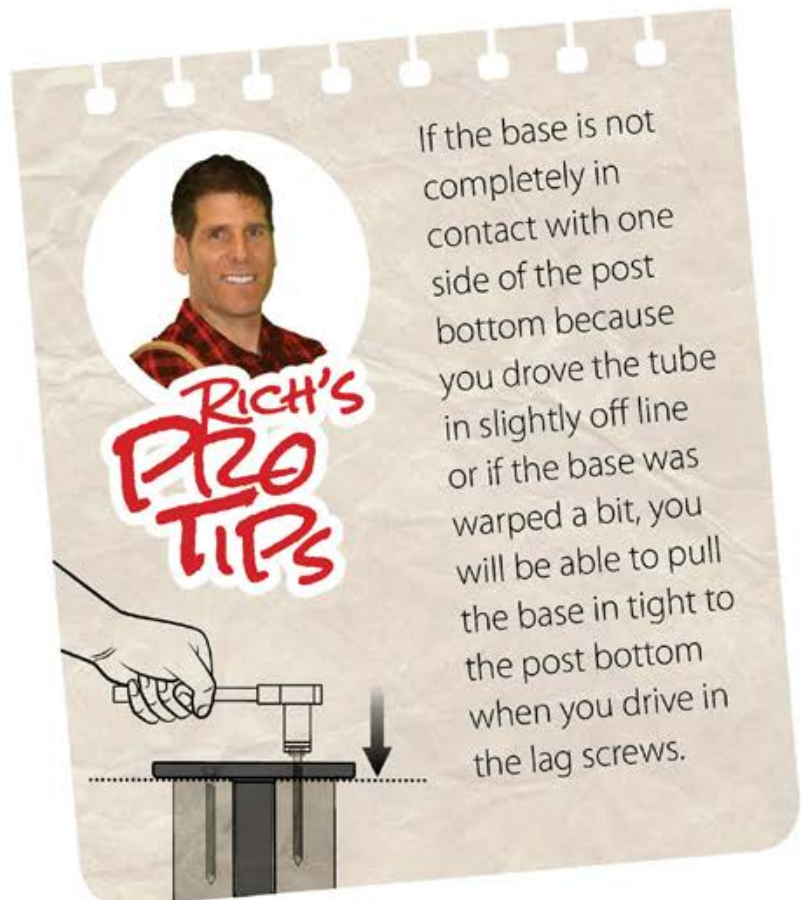 If the base is not
completely in
contact with one
side of the post
bottom because
you drove the tube
in slightly off line
or if the base was
warped a bit, you
will be able to pull
the base in tight to
the post bottom
when you drive in
the lag screws.
RICH'S
PRO
TIPS